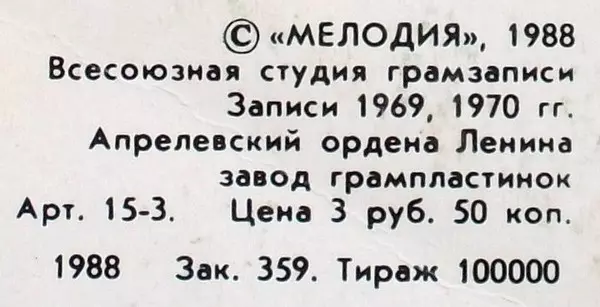 © «МЕЛОДИЯ», 1988
Всесоюзная студия грамзаписи
Записи 1969, 1970 гг.
Апрелевский ордена Ленина
завод грампластинок
Арт. 15-3. Цена 3 руб. 50 коп.
1988 Зак. 359. Тираж 100000